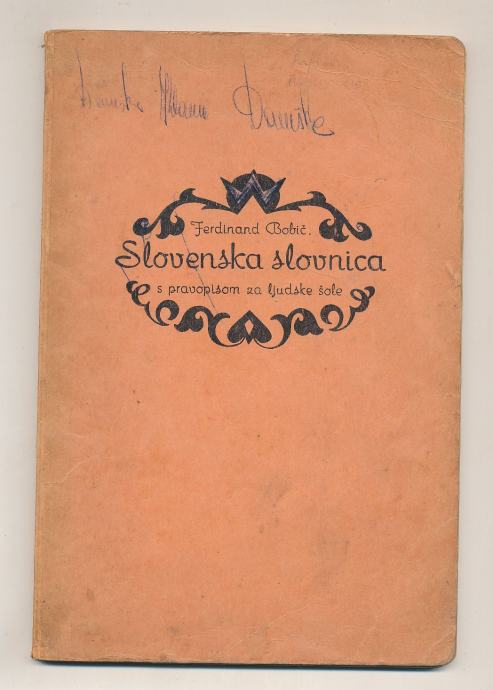 Ferdinand Bobič.
Slovenska slovnica
s pravopisom za ljudske šole